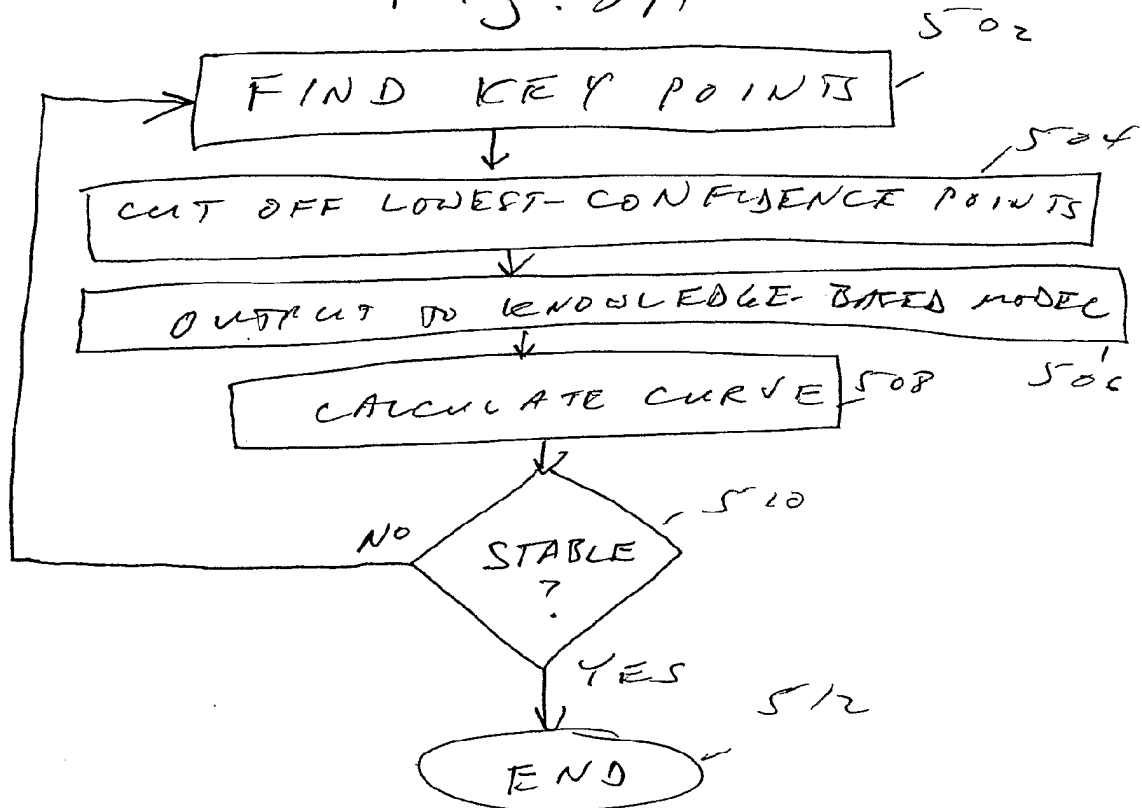 502
FIND KEY POINTS
504
CUT OFF LOWEST-CONFIDENCE POINTS
OUTPUT TO KNOWLEDGE-BASED MODEL
506
CALCULATE CURVE
508
510
NO
STABLE
?
YES
512
END